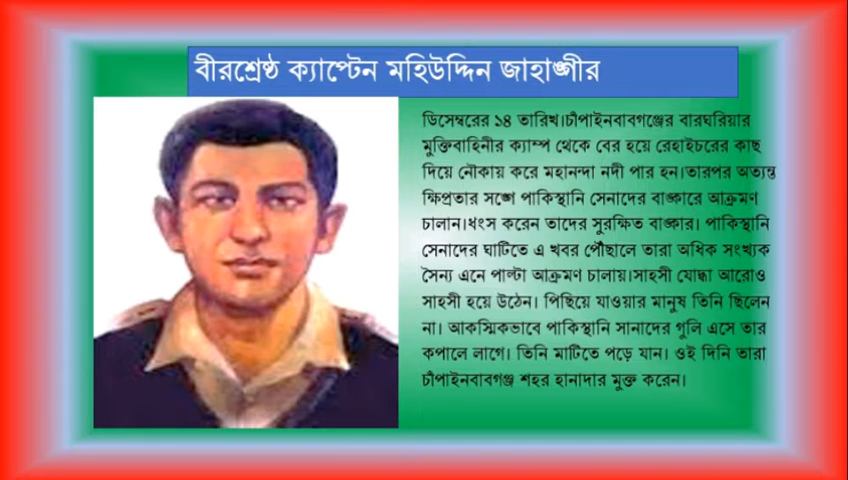 বীরশ্রেষ্ঠ ক্যাপ্টেন মহিউদ্দিন জাহাঙ্গীর
ডিসেম্বরের ১৪ তারিখ।চাঁপাইনবাবগঞ্জের বারঘরিয়ার
মুক্তিবাহিনীর ক্যাম্প থেকে বের হয়ে রেহাইচরের কাছ
দিয়ে নৌকায় করে মহানন্দা নদী পার হন।তারপর অত্যন্ত
ক্ষিপ্রতার সঙ্গে পাকিস্থানি সেনাদের বাঙ্কারে আক্রমণ
চালান।ধংস করেন তাদের সুরক্ষিত বাঙ্কার। পাকিস্থানি
সেনাদের ঘাটিতে এ খবর পৌঁছালে তারা অধিক সংখ্যক
সৈন্য এনে পাল্টা আক্রমণ চালায়।সাহসী যোদ্ধা আরোও
সাহসী হয়ে উঠেন। পিছিয়ে যাওয়ার মানুষ তিনি ছিলেন
না। আকস্মিকভাবে পাকিস্থানি সানাদের গুলি এসে তার
কপালে লাগে। তিনি মাটিতে পড়ে যান। ওই দিনি তারা
চাঁপাইনবাবগঞ্জ শহর হানাদার মুক্ত করেন।